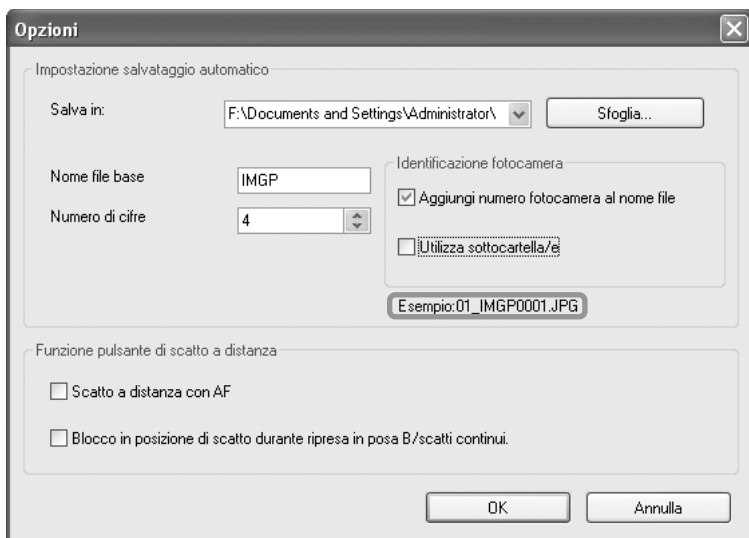 Opzioni
Impostazione salvataggio automatico
Salva in:
F:\Documents and Settings\Administrator\
Sfoglia...
Nome file base
IMGP
Numero di cifre
4
Identificazione fotocamera
Aggiungi numero fotocamera al nome file
Utilizza sottocartella/e
Esempio:01_IMGP0001.JPG
Funzione pulsante di scatto a distanza
Scatto a distanza con AF
Blocco in posizione di scatto durante ripresa in posa B/scatti continui.
OK
Annulla